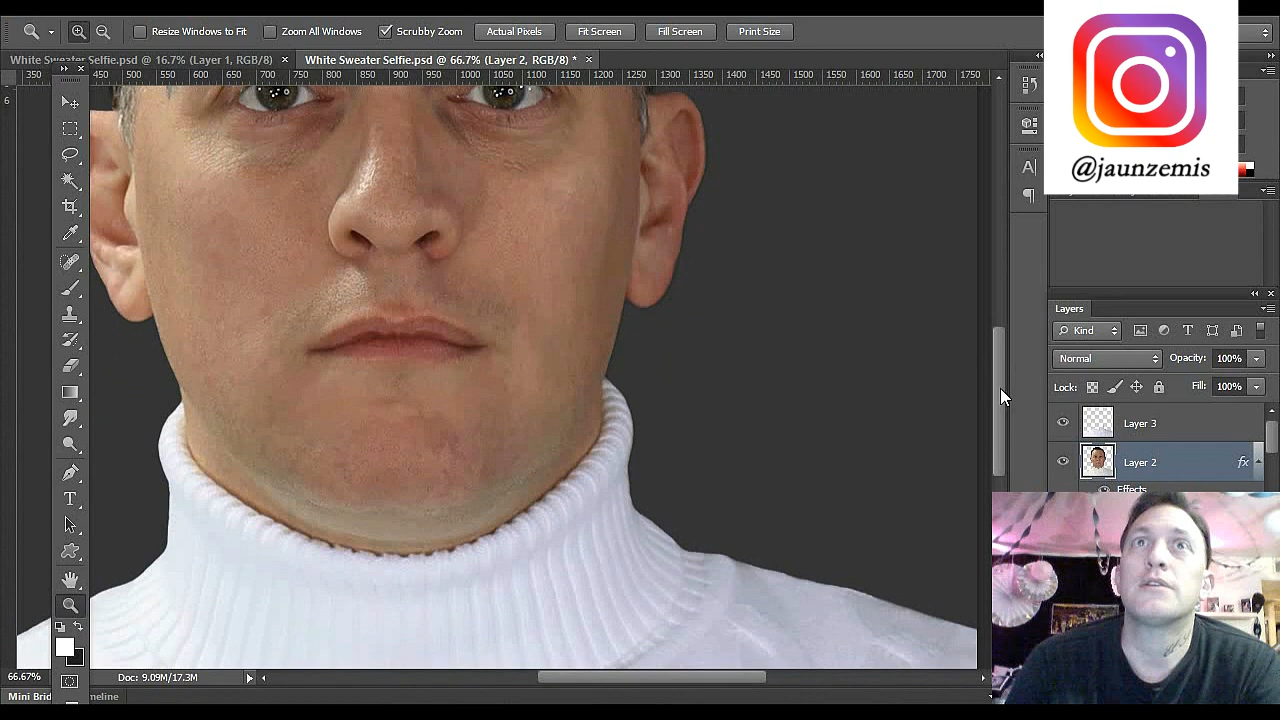 Resize Windows to Fit
Zoom All Windows
Scrubby Zoom
Actual Pixels
Fit Screen
Fill Screen
Print Size
White Sweater Selfie.psd @ 16.7% (Layer 1, RGB/8)
White Sweater Selfie.psd @ 66.7% (Layer 2, RGB/8) *
350
450 500 550 600 650 700 750 800 850 900 950 1000 1050 1100 1150 1200 1250 1300 1350 1400 1450 1500 1550 1600 1650 1700 1750
6
@jaunzemis
Layers
Kind
Normal
Opacity: 100%
Lock:
Fill: 100%
Layer 3
Layer 2
fx
Effects
66.67%
Doc: 9.09M/17.3M
Mini Bri
meline